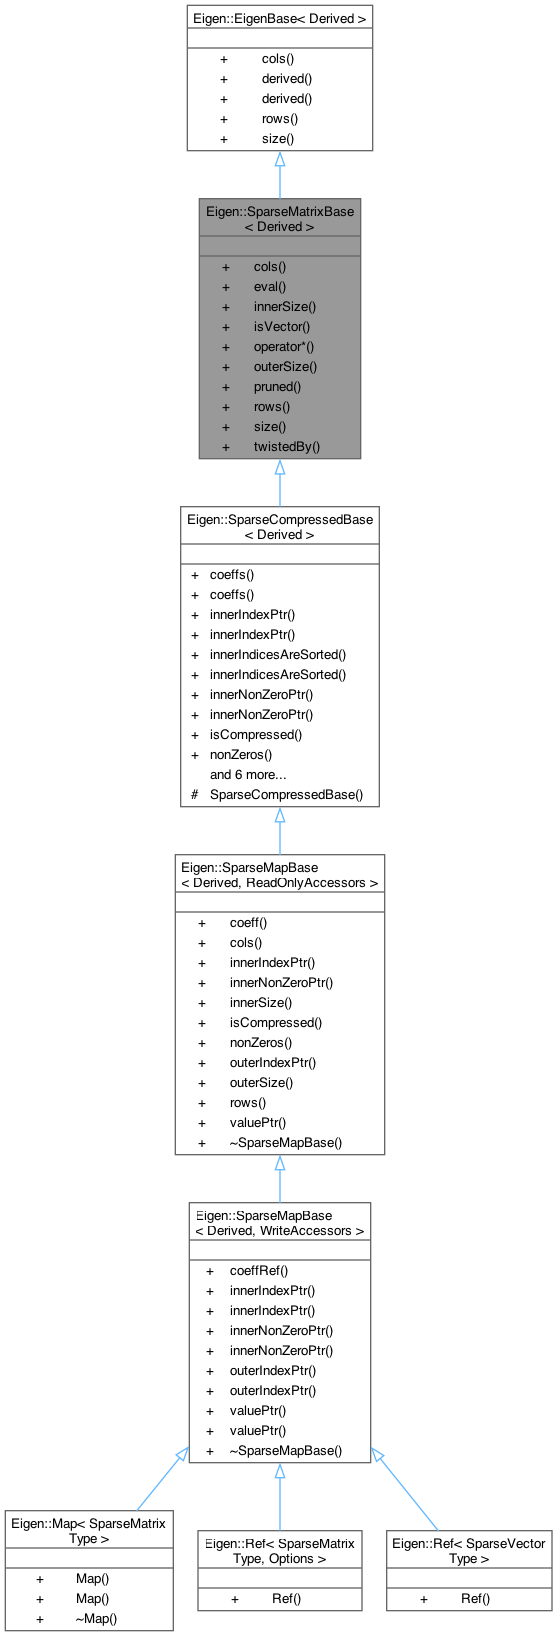 Eigen::EigenBase< Derived >
+ cols()
+ derived()
+ derived()
+ rows()
+ size()
Eigen::SparseMatrixBase
< Derived >
+ cols()
+ eval()
+ innerSize()
+ isVector()
+ operator*()
+ outerSize()
+ pruned()
+ rows()
+ size()
+ twistedBy()
Eigen::SparseCompressedBase
< Derived >
+ coeffs()
+ coeffs()
+ innerIndexPtr()
+ innerIndexPtr()
+ innerIndicesAreSorted()
+ innerIndicesAreSorted()
+ innerNonZeroPtr()
+ innerNonZeroPtr()
+ isCompressed()
+ nonZeros()
and 6 more...
# SparseCompressedBase()
Eigen::SparseMapBase
< Derived, ReadOnlyAccessors >
+ coeff()
+ cols()
+ innerIndexPtr()
+ innerNonZeroPtr()
+ innerSize()
+ isCompressed()
+ nonZeros()
+ outerIndexPtr()
+ outerSize()
+ rows()
+ valuePtr()
+ ~SparseMapBase()
Eigen::SparseMapBase
< Derived, WriteAccessors >
+ coeffRef()
+ innerIndexPtr()
+ innerIndexPtr()
+ innerNonZeroPtr()
+ innerNonZeroPtr()
+ outerIndexPtr()
+ outerIndexPtr()
+ valuePtr()
+ valuePtr()
+ ~SparseMapBase()
Eigen::Map< SparseMatrix
Type >
+ Map()
+ Map()
+ ~Map()
Eigen::Ref< SparseMatrix
Type, Options >
+ Ref()
Eigen::Ref< SparseVector
Type >
+ Ref()